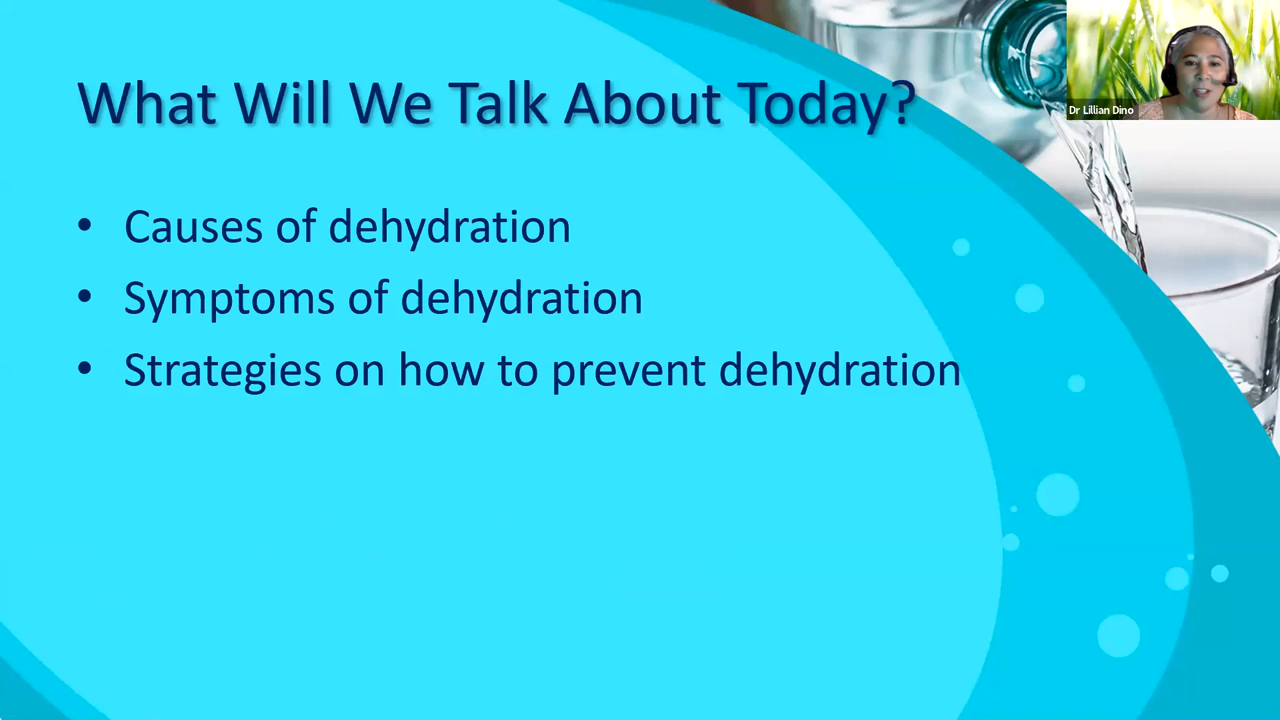 What Will We Talk About Today?
Dr Lillian Dino
• Causes of dehydration
• Symptoms of dehydration
• Strategies on how to prevent dehydration